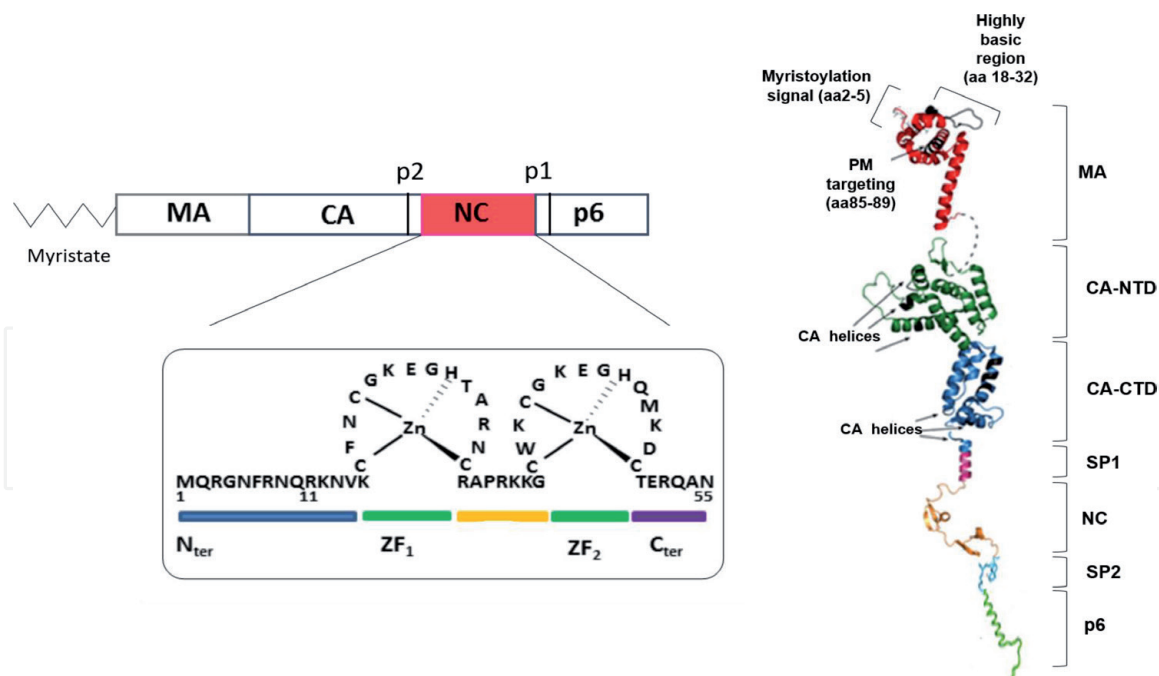 p2
p1
MA
CA
NC
p6
Myristate
C F N C G K E G H T A R N C
Zn
C W K C G K E G H Q M K D C
Zn
MQRGNFRNQRKNVK RAPRKKG TERQAN
1 11 55
Nter ZF1 ZF2 Cter
Highly
basic
region
(aa 18-32)
Myristoylation
signal (aa2-5)
PM
targeting
(aa85-89)
MA
CA-NTD
CA helices
CA-CTD
CA helices
SP1
NC
SP2
p6